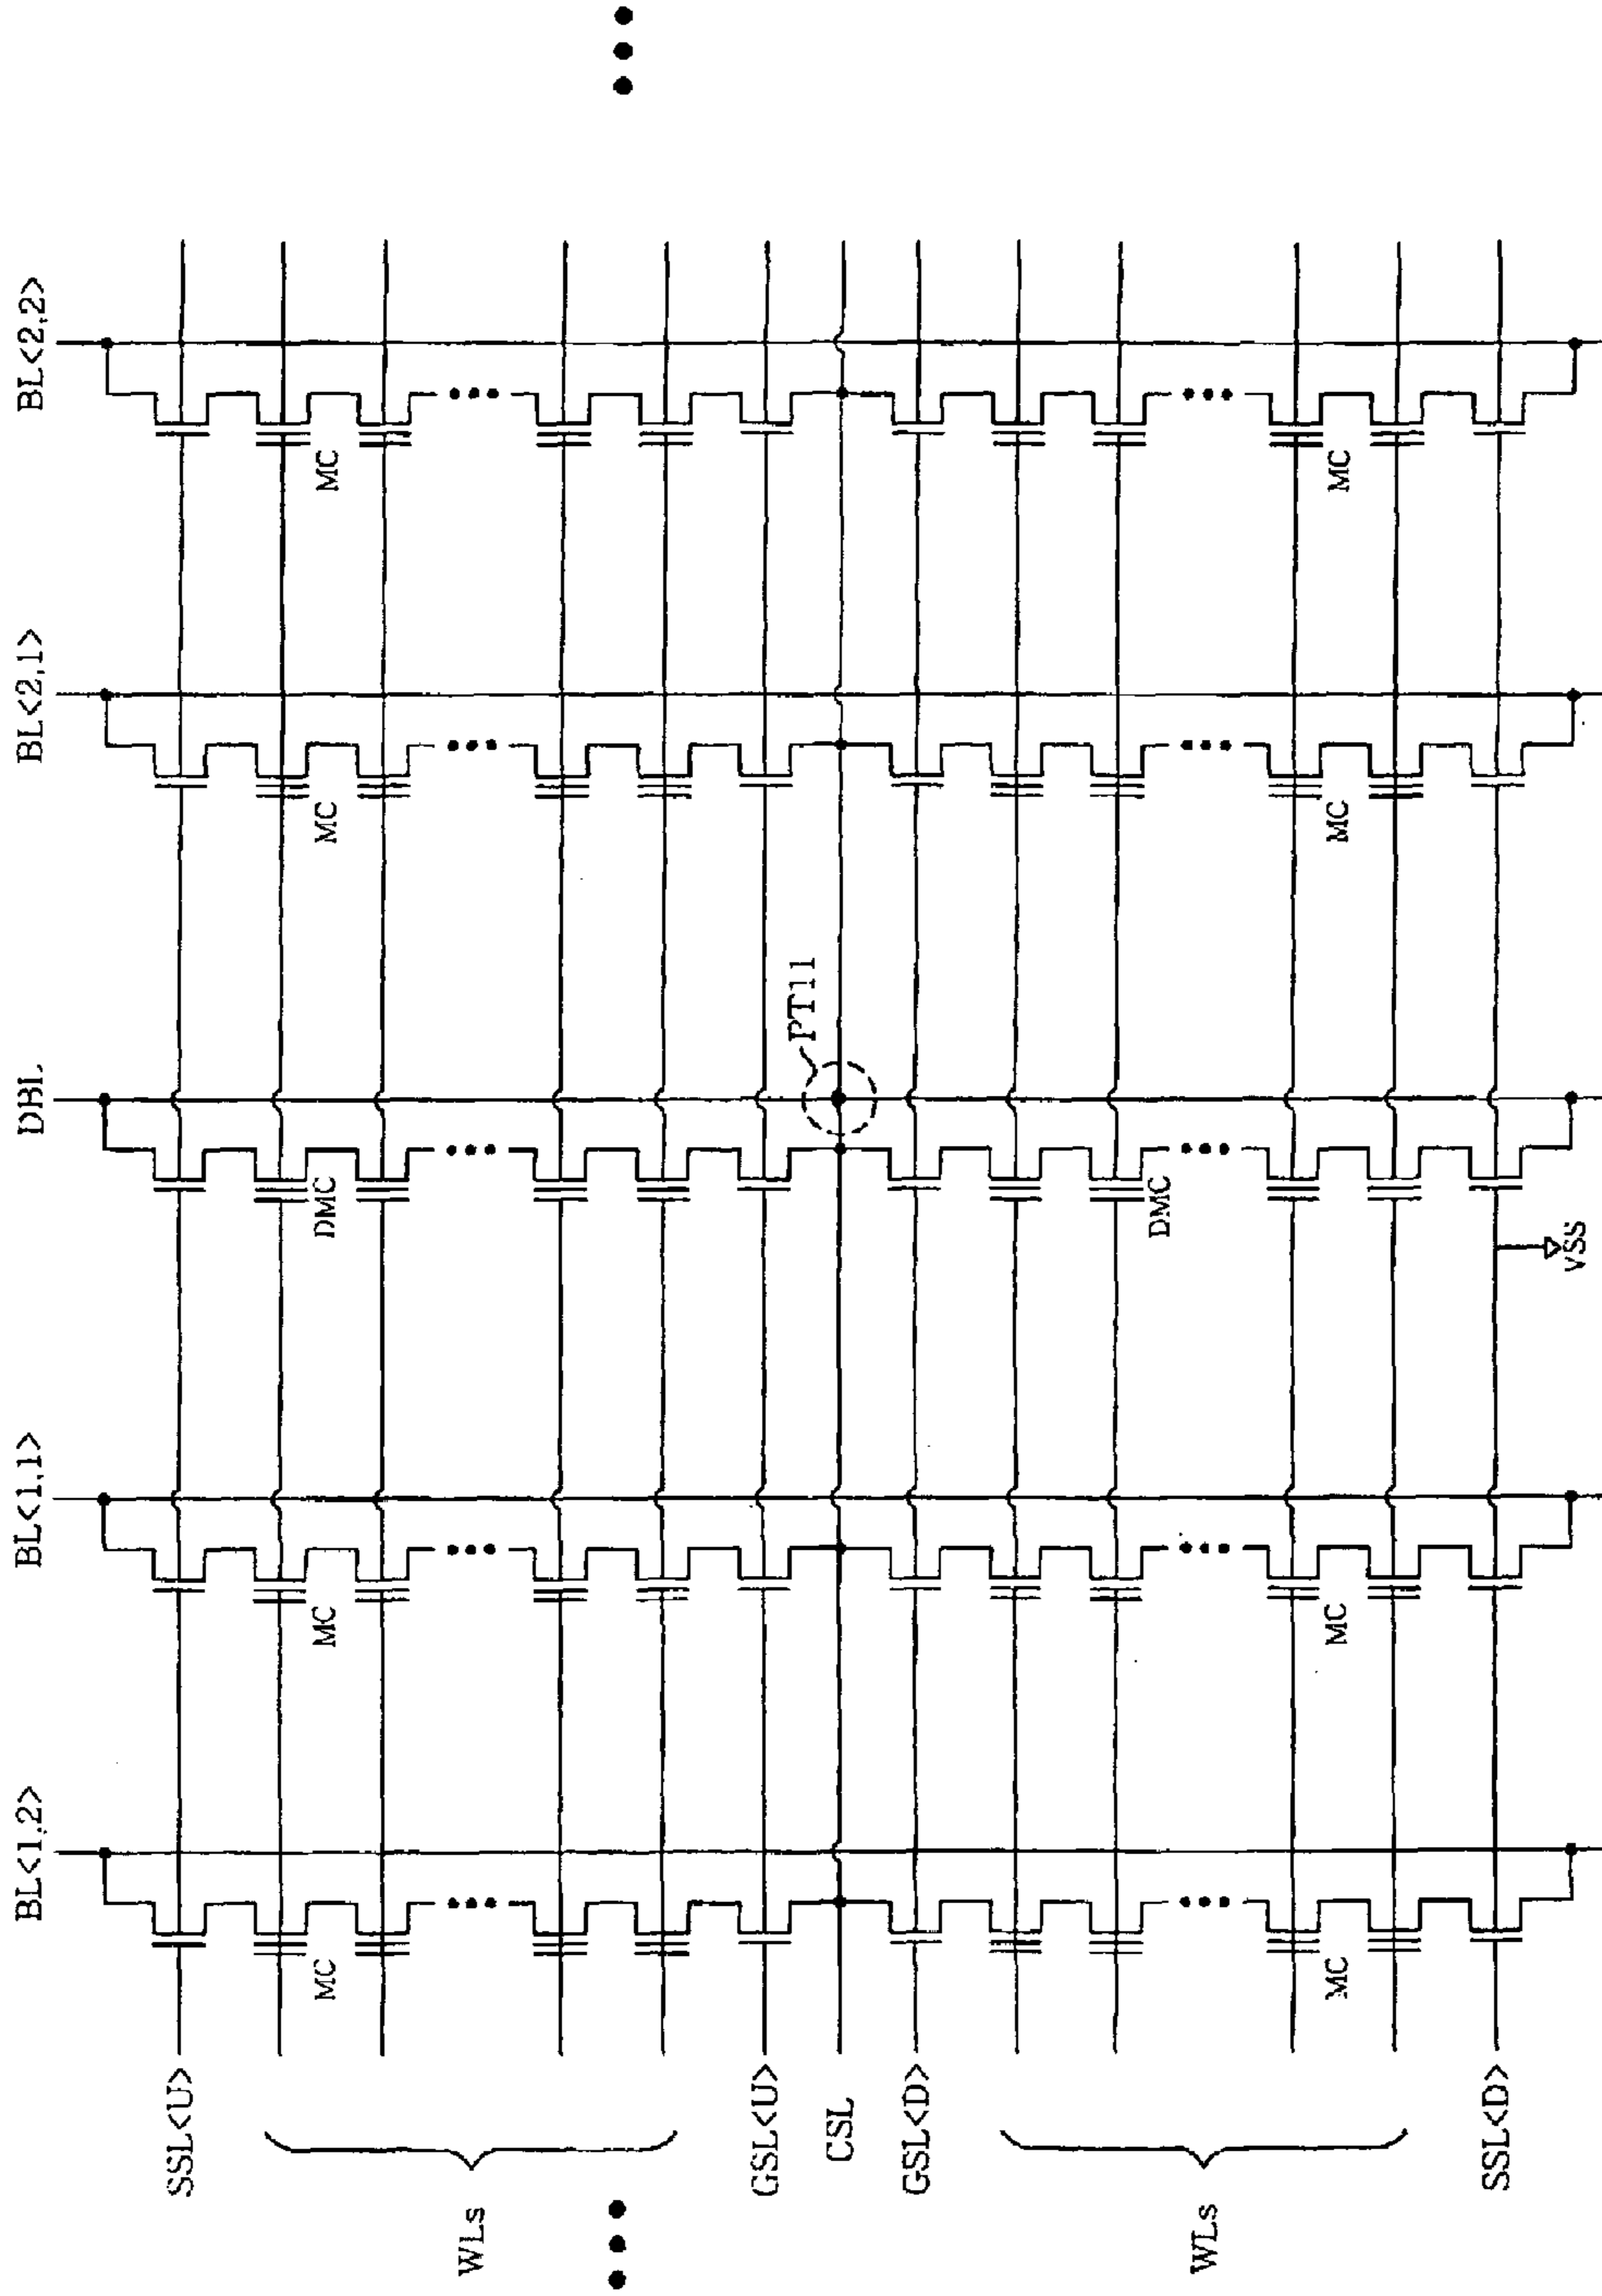 BL<1,2>
BL<1,1>
DBL
BL<2,1>
BL<2,2>
SSL<U>
MC
MC
DMC
MC
MC
WLs
GSL<U>
PT11
CSL
GSL<D>
DMC
WLs
MC
MC
MC
MC
SSL<D>
VSS